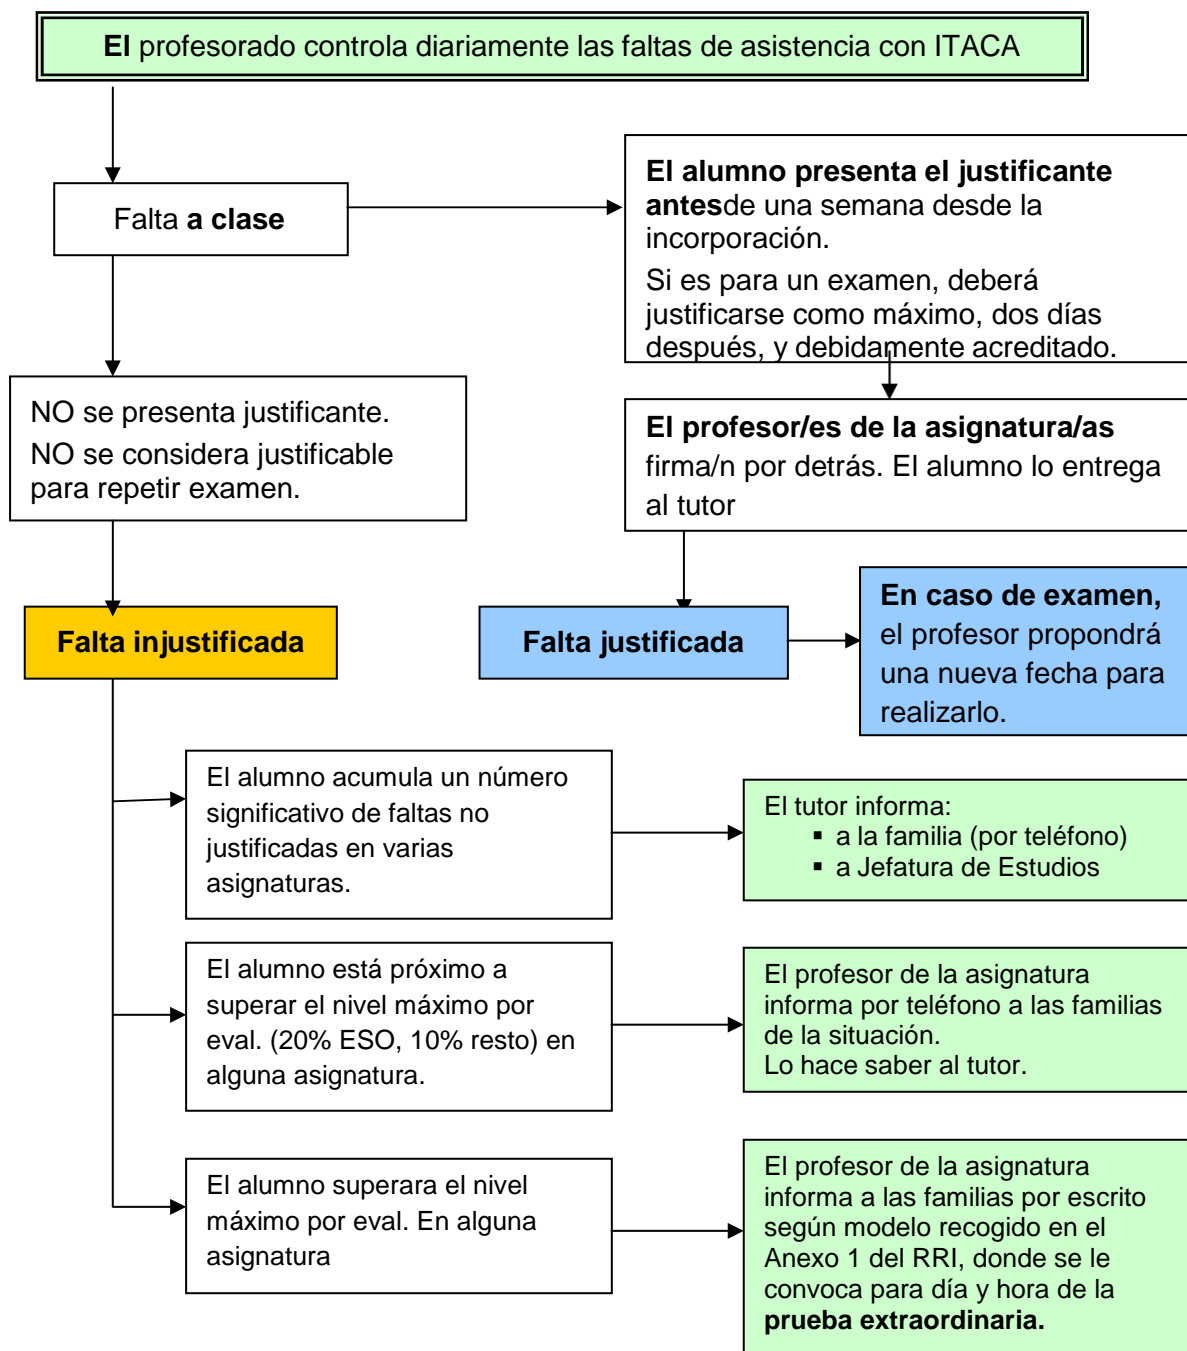 El profesorado controla diariamente las faltas de asistencia con ITACA
Falta a clase
El alumno presenta el justificante
antesde una semana desde la
incorporación.
Si es para un examen, deberá
justificarse como máximo, dos días
después, y debidamente acreditado.
NO se presenta justificante.
NO se considera justificable
para repetir examen.
El profesor/es de la asignatura/as
firma/n por detrás. El alumno lo entrega
al tutor
Falta injustificada
Falta justificada
En caso de examen,
el profesor propondrá
una nueva fecha para
realizarlo.
El alumno acumula un número
significativo de faltas no
justificadas en varias
asignaturas.
El tutor informa:
▪ a la familia (por teléfono)
▪ a Jefatura de Estudios
El alumno está próximo a
superar el nivel máximo por
eval. (20% ESO, 10% resto) en
alguna asignatura.
El profesor de la asignatura
informa por teléfono a las familias
de la situación.
Lo hace saber al tutor.
El alumno superara el nivel
máximo por eval. En alguna
asignatura
El profesor de la asignatura
informa a las familias por escrito
según modelo recogido en el
Anexo 1 del RRI, donde se le
convoca para día y hora de la
prueba extraordinaria.